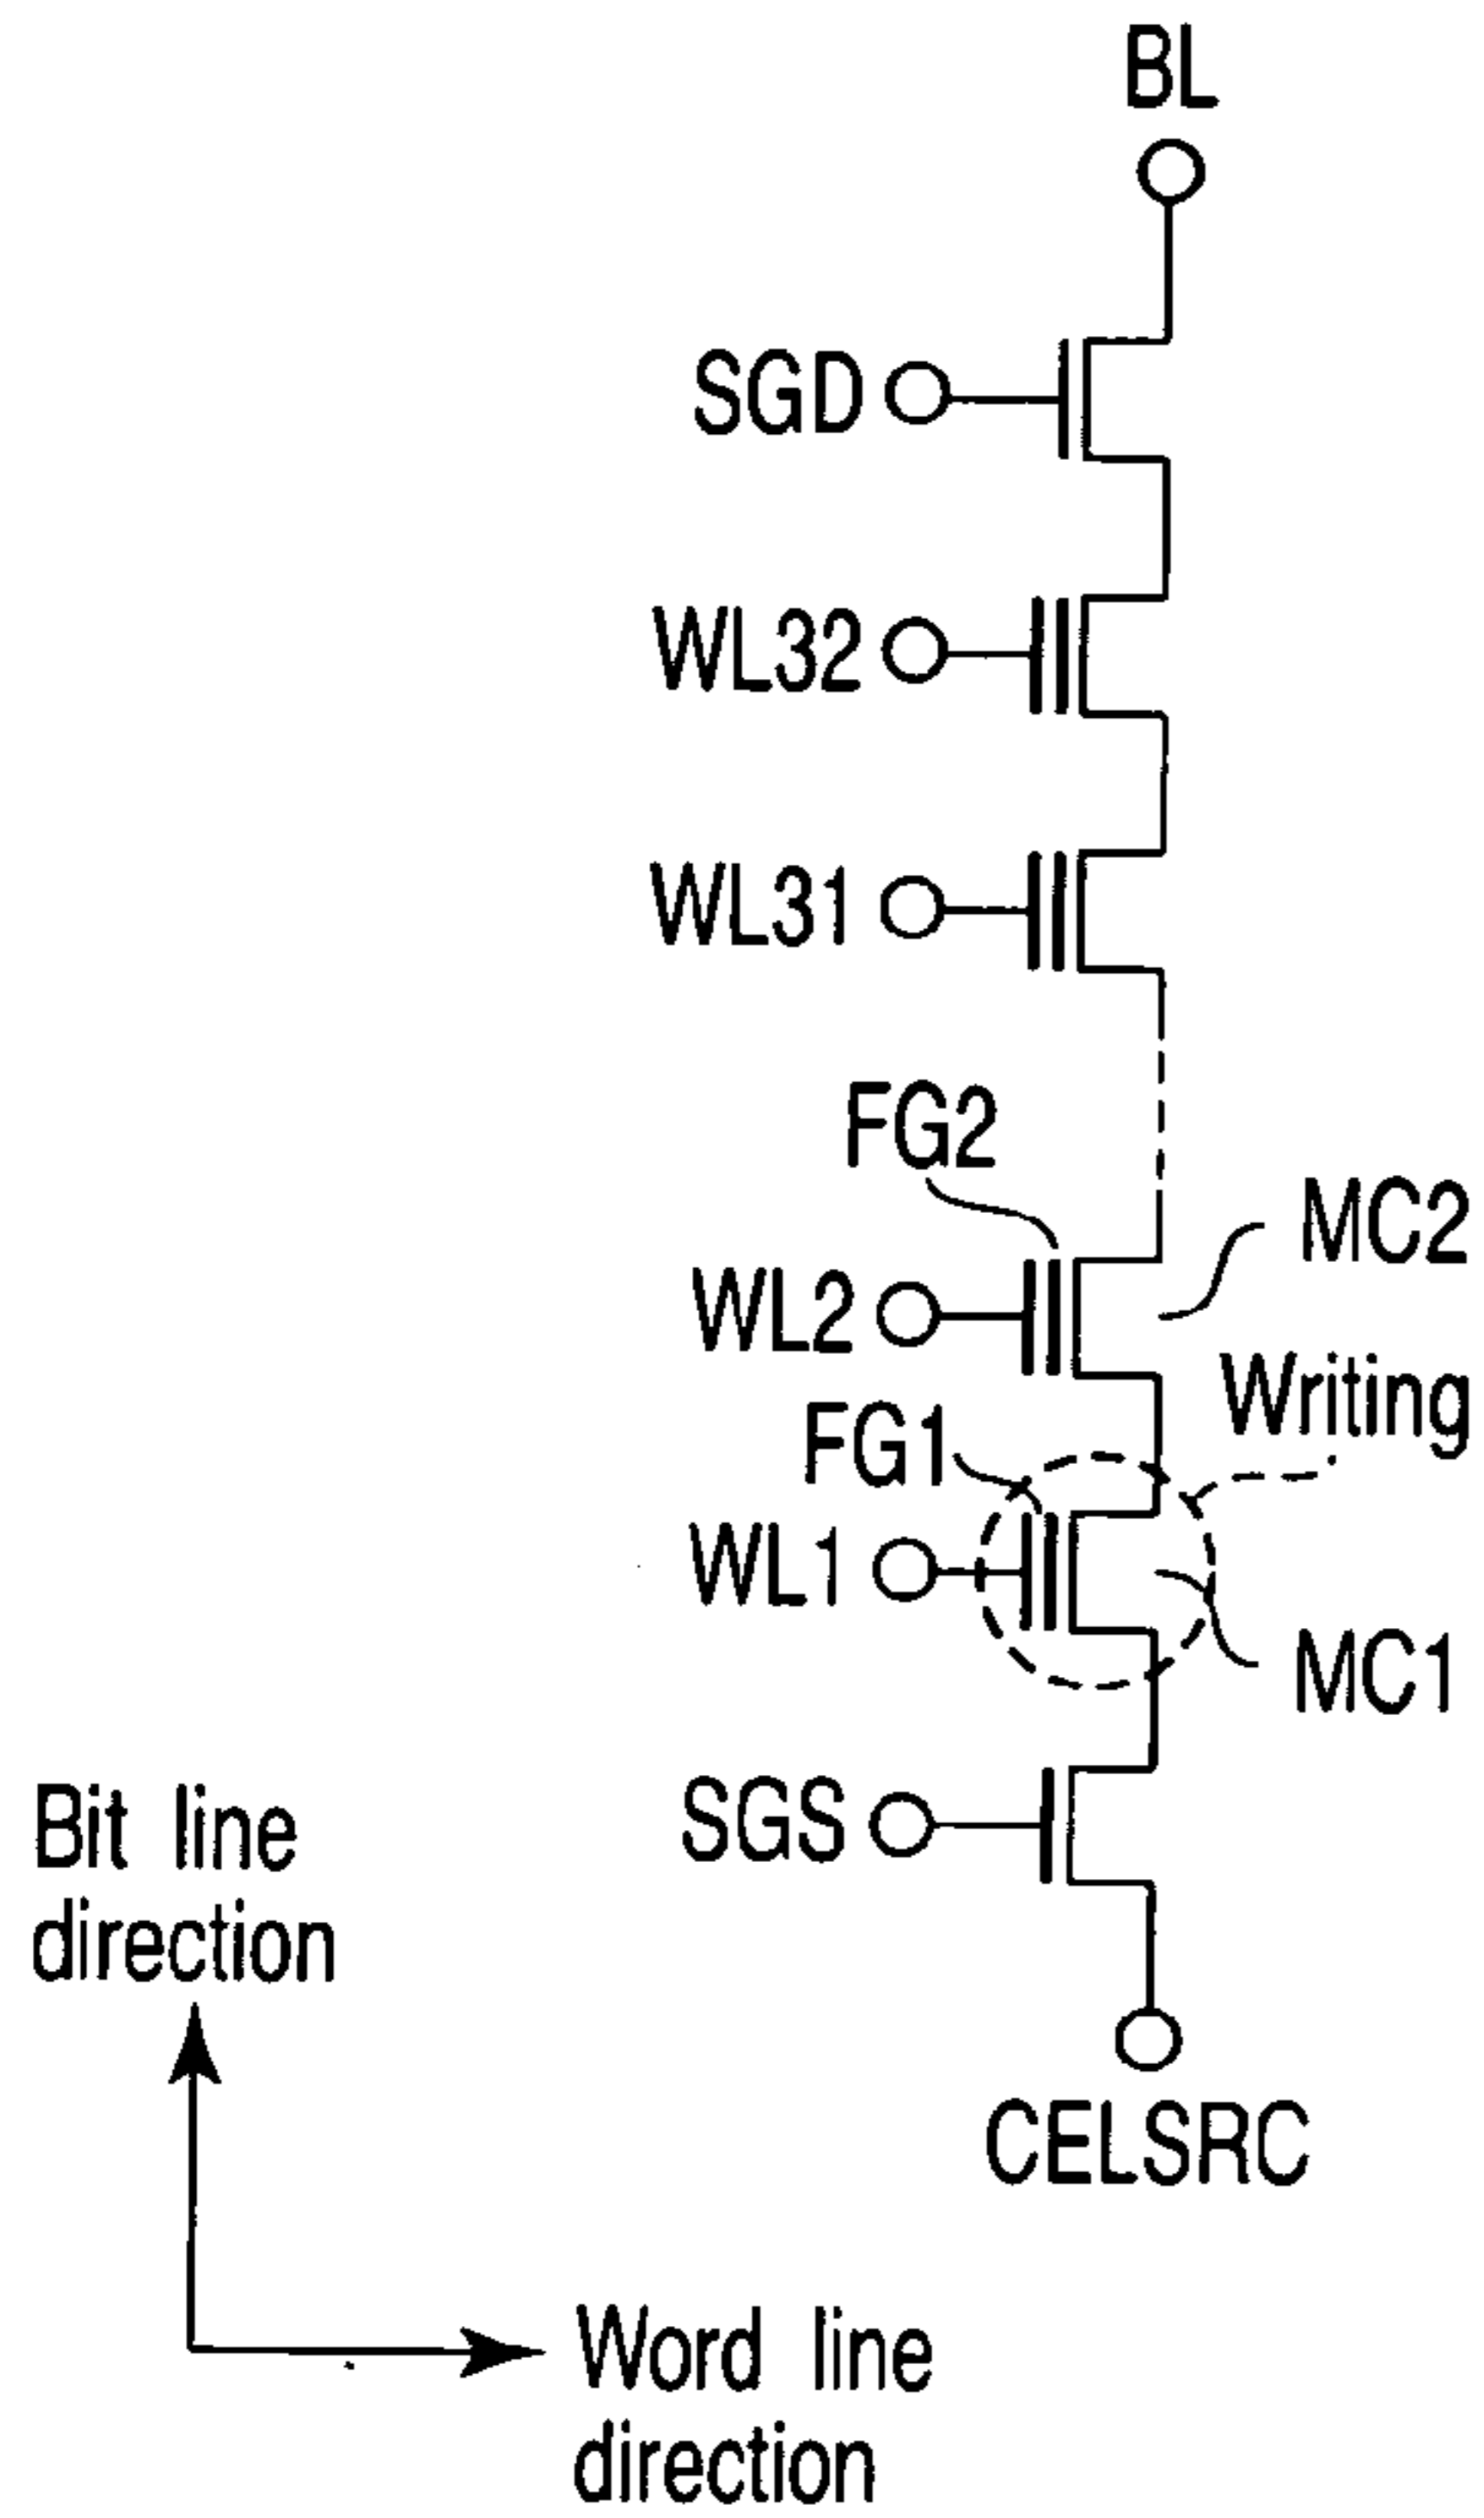 BL
SGD
WL32
WL31
FG2
MC2
WL2
Writing
FG1
WL1
MC1
SGS
Bit line
direction
CELSRC
Word line
direction